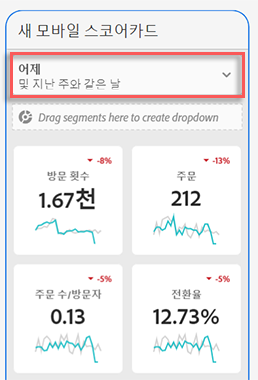 새 모바일 스코어카드
어제
및 지난 주와 같은 날
Drag segments here to create dropdown
-8%
방문 횟수
1.67천
-13%
주문
212
-5%
주문 수/방문자
0.13
-5%
전환율
12.73%